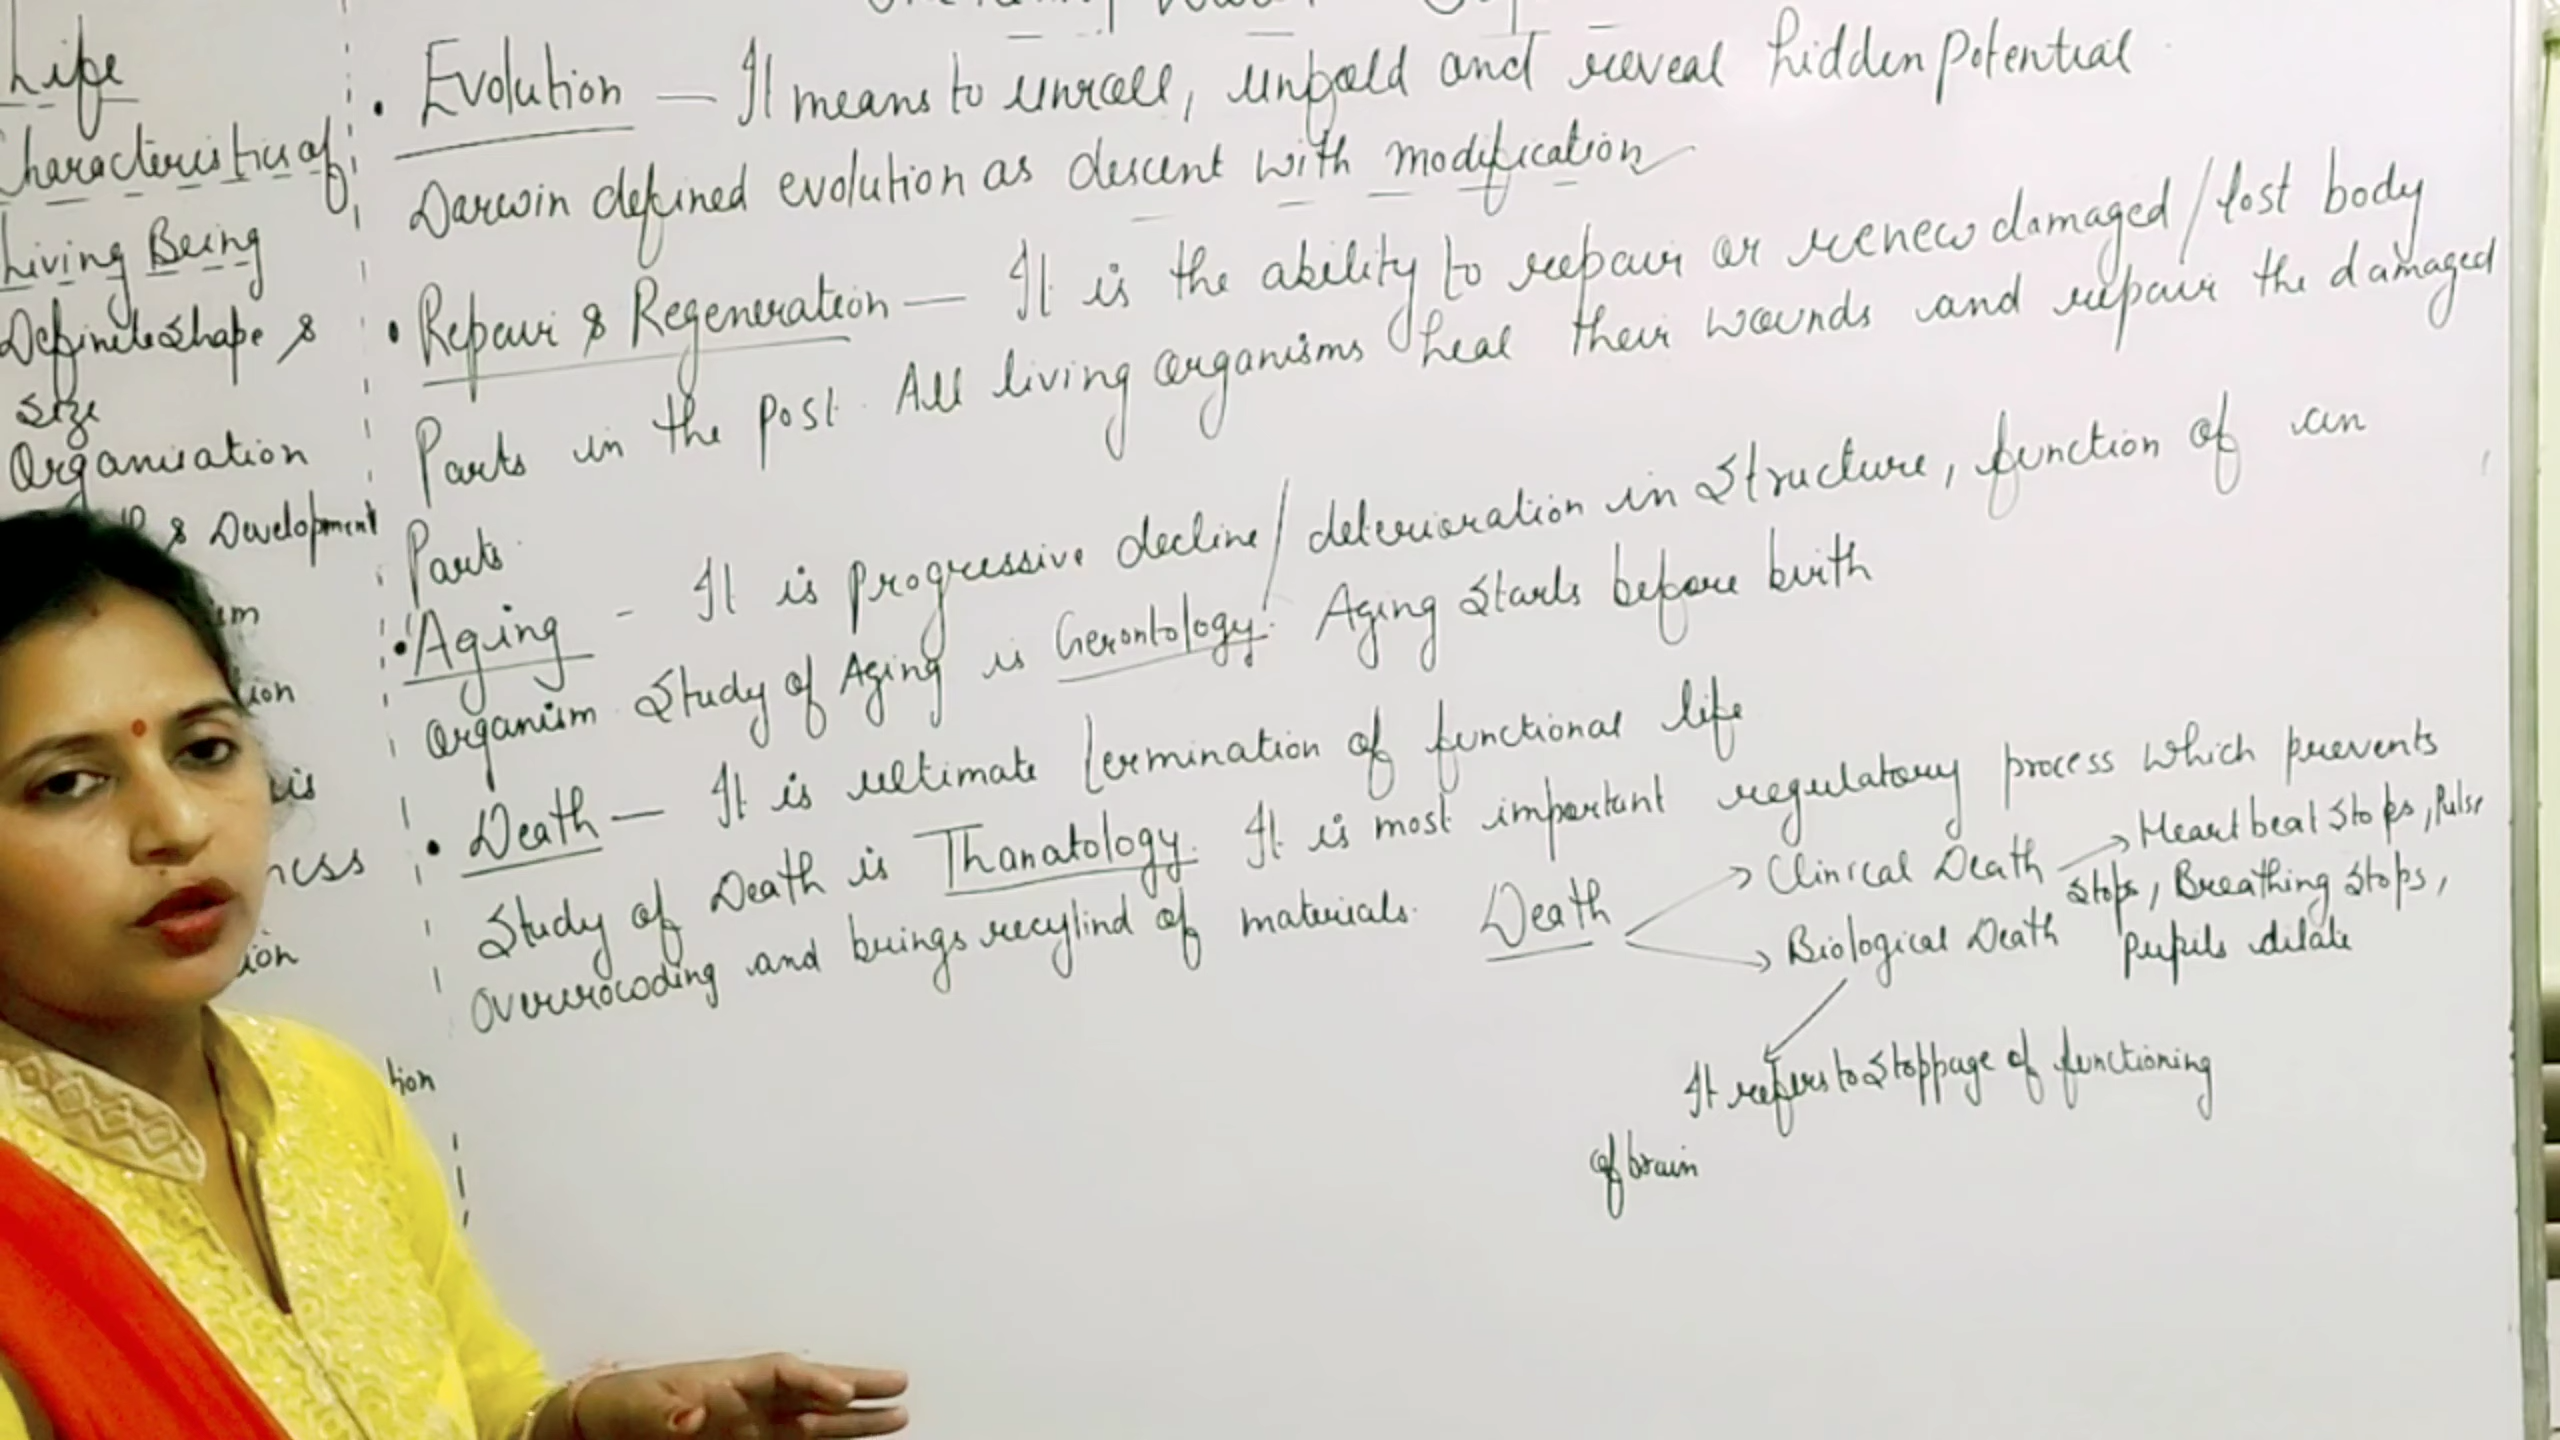 Life
Characteristics of
Living Being
Definite Shape &
Size
Organisation
& Development
• Evolution — It means to unroll, unfold and reveal hidden potential
Darwin defined evolution as descent with modification
• Repair & Regeneration — It is the ability to repair or renew damaged/lost body
Parts in the post. All living organisms heal their wounds and repair the damaged
Parts.
• Aging - It is progressive decline/deterioration in Structure, function of an
organism. Study of Aging is Gerontology. Aging Starts before birth
• Death — It is ultimate termination of functional life
Study of Death is Thanatology. It is most important regulatory process which prevents
overcrocoding and brings recylind of materials. Death
→ Clinical Death → Heart beat Stops, Pulse
Stops, Breathing Stops,
Pupils dilate
→ Biological Death
It refers to Stoppage of functioning
of brain